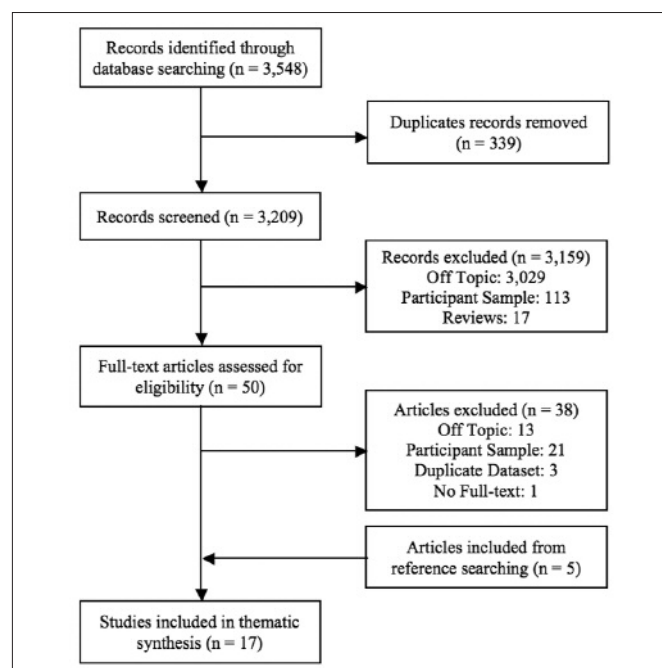 Records identified through
database searching (n = 3,548)
Duplicates records removed
(n = 339)
Records screened (n = 3,209)
Records excluded (n = 3,159)
Off Topic: 3,029
Participant Sample: 113
Reviews: 17
Full-text articles assessed for
eligibility (n = 50)
Articles excluded (n = 38)
Off Topic: 13
Participant Sample: 21
Duplicate Dataset: 3
No Full-text: 1
Articles included from
reference searching (n = 5)
Studies included in thematic
synthesis (n = 17)